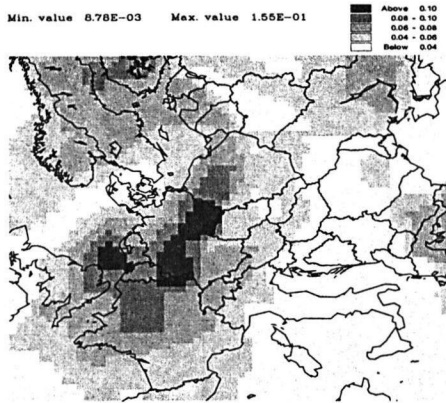 Min. value 8.78E-03 Max. value 1.55E-01
Above 0.10
0.08 - 0.10
0.06 - 0.08
0.04 - 0.06
Below 0.04